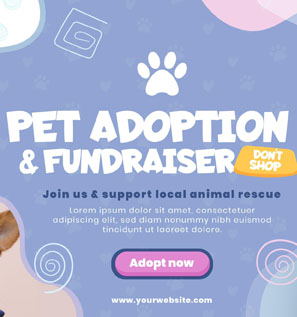 PET ADOPTION
& FUNDRAISER
DON'T
SHOP
Join us & support local animal rescue
Lorem ipsum dolor sit amet, consectetuer
adipiscing elit, sed diam nonummy nibh euismod
tincidunt ut laoreet dolore.
Adopt now
www.yourwebsite.com